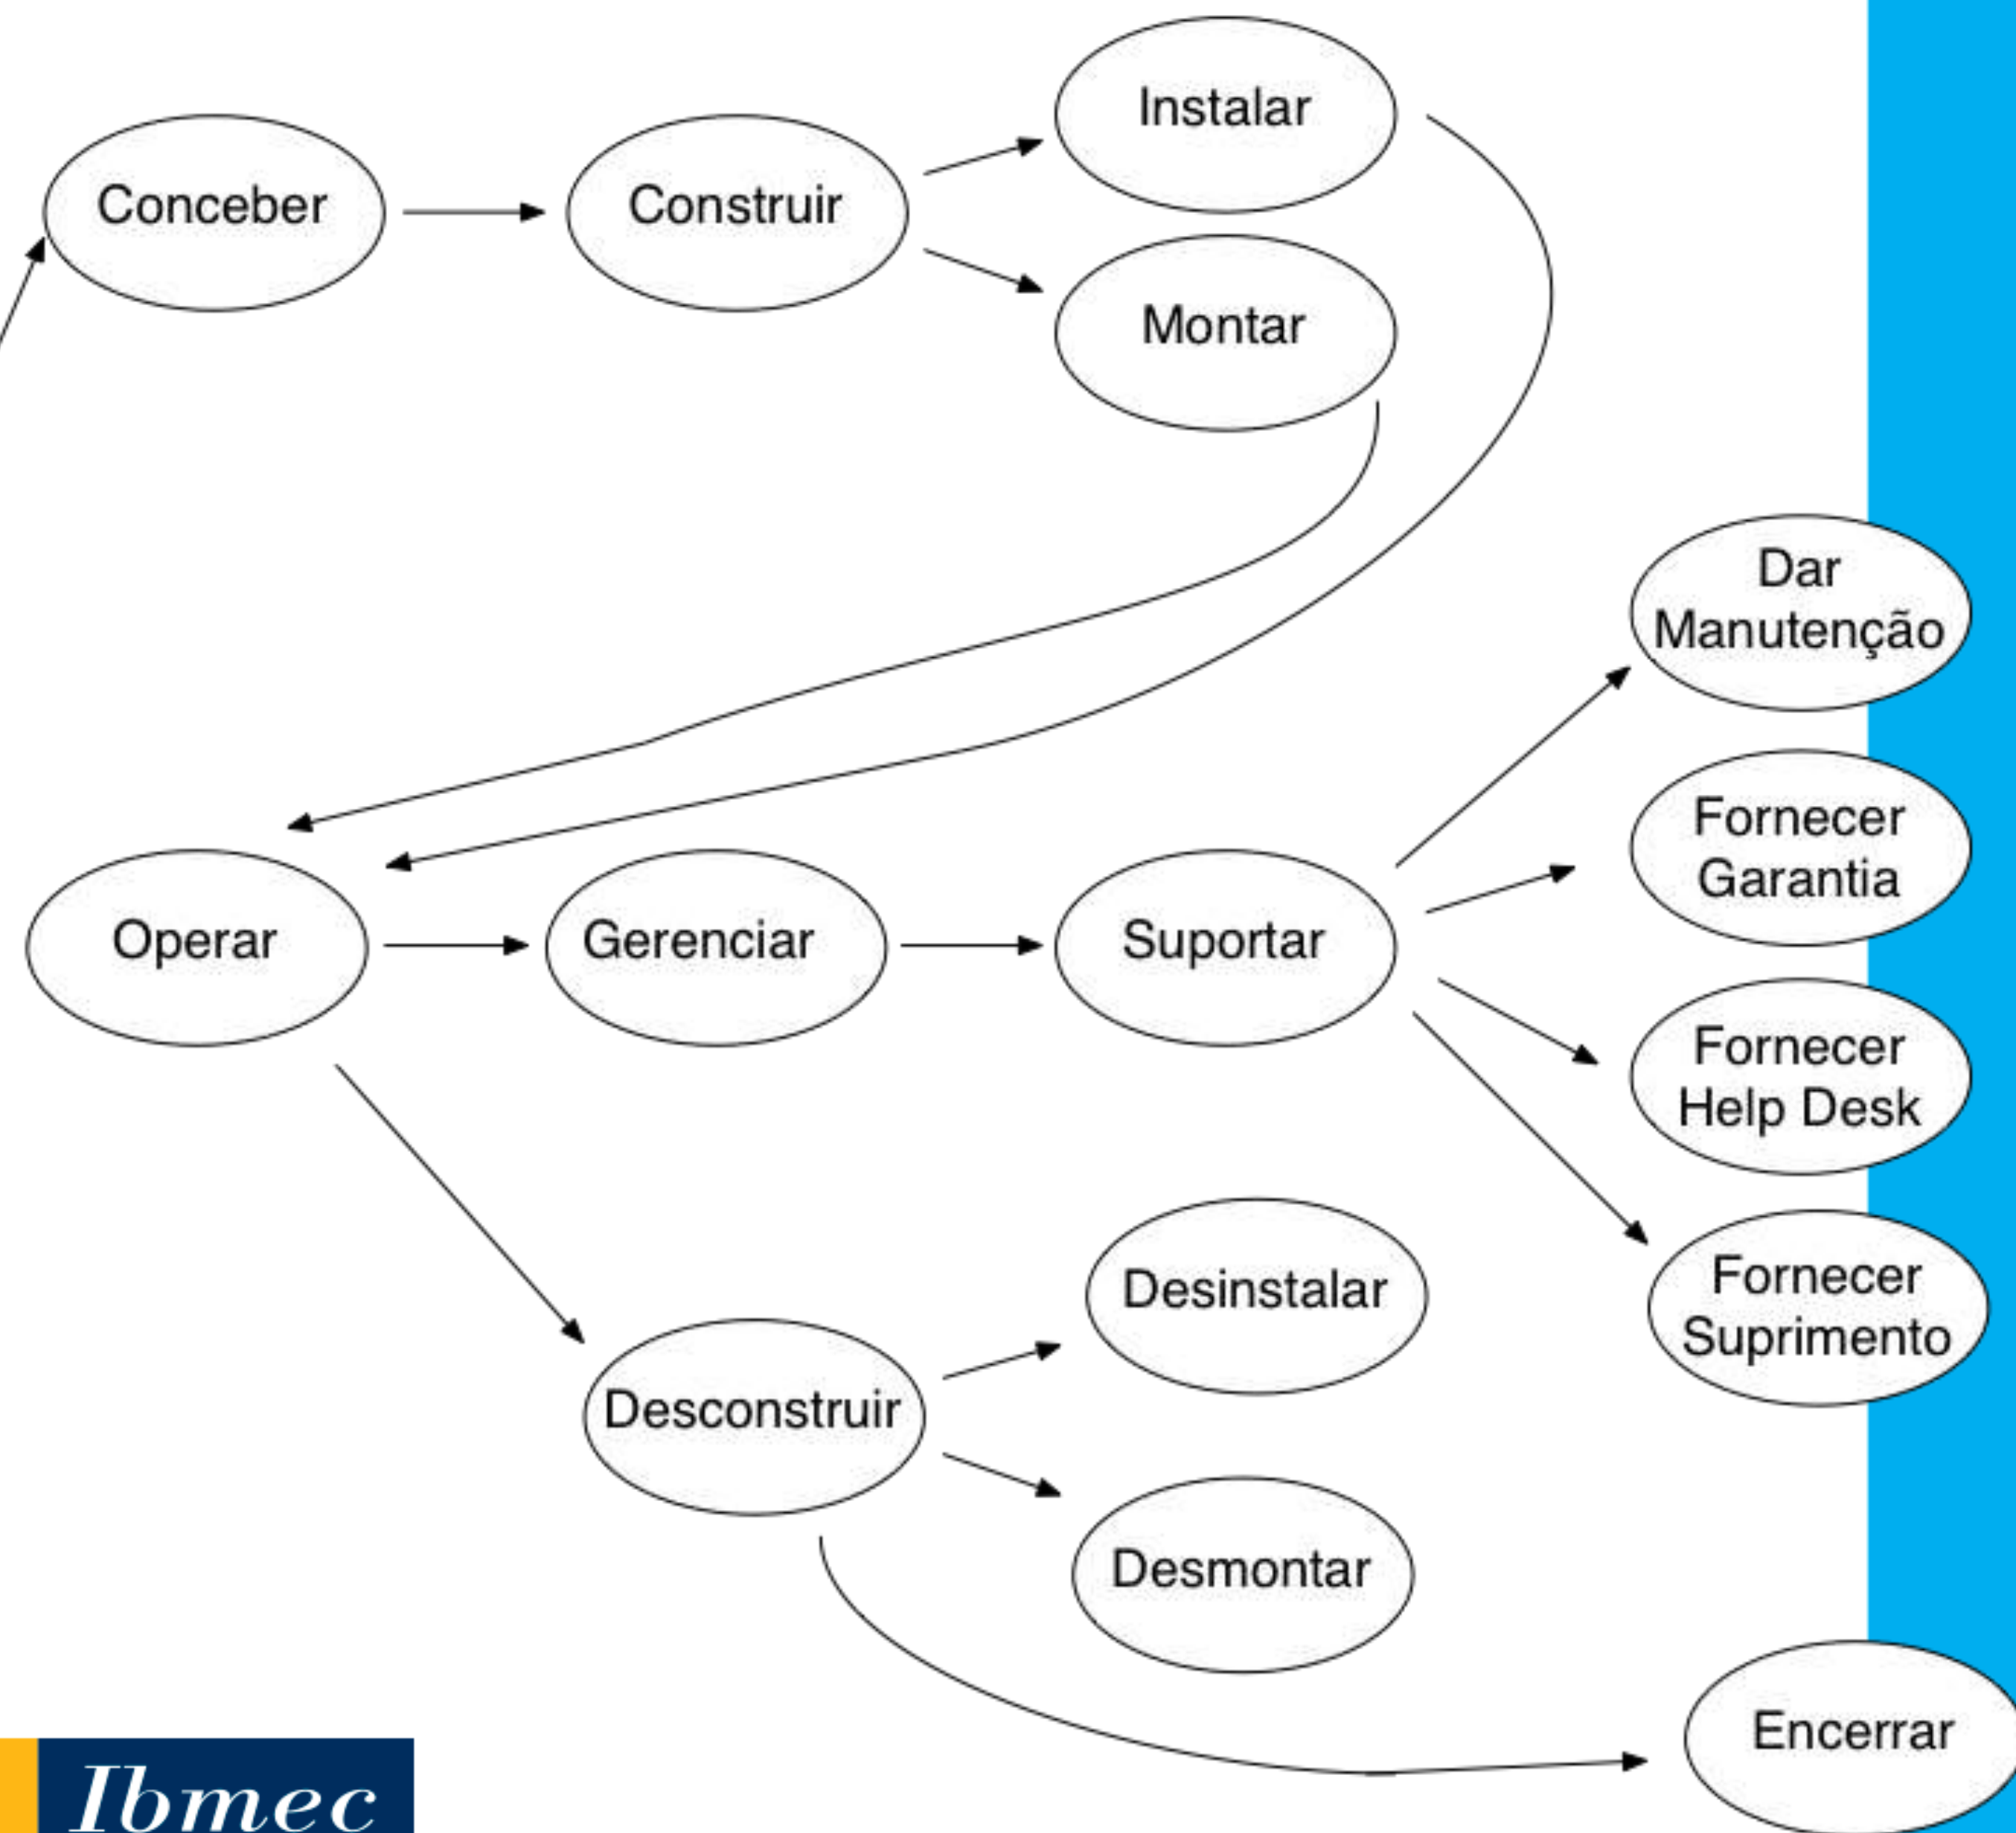 Instalar
Conceber
Construir
Montar
Dar
Manutenção
Fornecer
Garantia
Operar
Gerenciar
Suportar
Fornecer
Help Desk
Desinstalar
Fornecer
Suprimento
Desconstruir
Desmontar
Encerrar
Ibmec